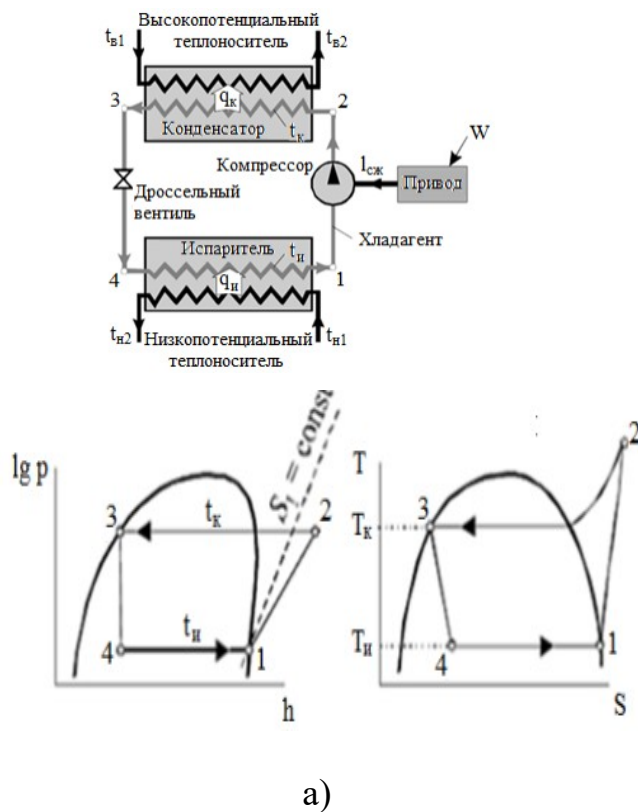 Высокопотенциальный
теплоноситель
tв1
tв2
qк
3
2
Конденсатор
tк
Компрессор
lсж
W
Привод
Дроссельный
вентиль
Хладагент
Испаритель
tи
4
qи
1
tн2
Низкопотенциальный
теплоноситель
tн1
lg p
S1 = const
3
tк
2
4
tи
1
h
T
2
Tк
3
Tи
4
1
S
а)